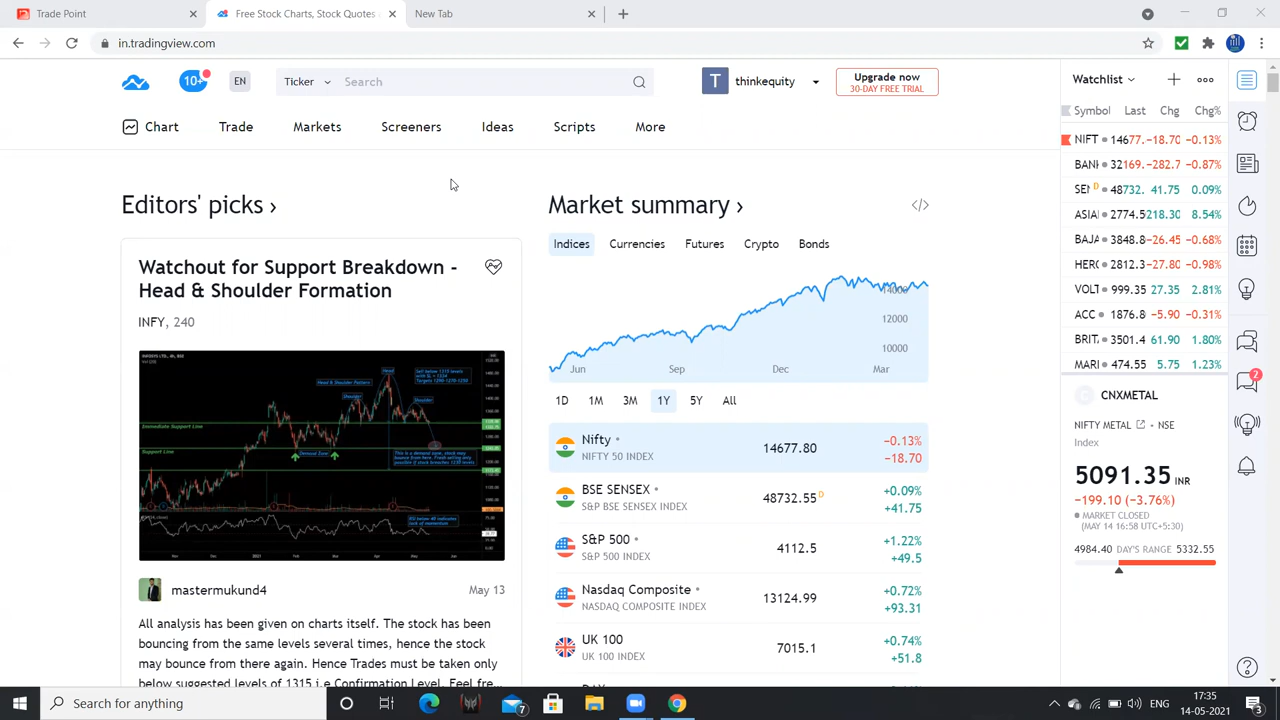 Trade Point
Free Stock Charts, Stock Quotes
New Tab
in.tradingview.com
10+
EN
Ticker
Search
T
thinkequity
Upgrade now
30-DAY FREE TRIAL
Chart
Trade
Markets
Screeners
Ideas
Scripts
More
Editors' picks ›
Watchout for Support Breakdown -
Head & Shoulder Formation
INFY, 240
mastermukund4
May 13
All analysis has been given on charts itself. The stock has been
bouncing from the same levels several times, hence the stock
may bounce from there again. Hence Trades must be taken only
below suggested levels of 1315 i.e Confirmation Level. Feel fre...
Market summary ›
</>
Indices Currencies Futures Crypto Bonds
14000
12000
10000
Jun Sep Dec Mar
1D 1M 3M 1Y 5Y All
Nifty
NIFTY 50 INDEX
14677.80
−0.13%
−18.70
BSE SENSEX
S&P BSE SENSEX INDEX
48732.55 D
+0.09%
+41.75
S&P 500
S&P 500 INDEX
4112.5
+1.22%
+49.5
Nasdaq Composite
NASDAQ COMPOSITE INDEX
13124.99
+0.72%
+93.31
UK 100
UK 100 INDEX
7015.1
+0.74%
+51.8
Watchlist
Symbol Last Chg Chg%
NIFT 14677. −18.70 −0.13%
BANI 32169. −282.7 −0.87%
SEN D 48732. 41.75 0.09%
ASIA 2774.5 218.30 8.54%
BAJA 3848.8 −26.45 −0.68%
HERO 2812.3 −27.80 −0.98%
VOLT 999.35 27.35 2.81%
ACC 1876.8 −5.90 −0.31%
BRIT 61.90 1.80%
5.75
2
CNXMETAL
NIFTY METAL • NSE
Index
5091.35 INR
−199.10 (−3.76%)
MARKET CLOSED
(MAY 14 16:58 UTC+5:30)
4984.40 DAY'S RANGE 5332.55
Search for anything
7
ENG
17:35
14-05-2021